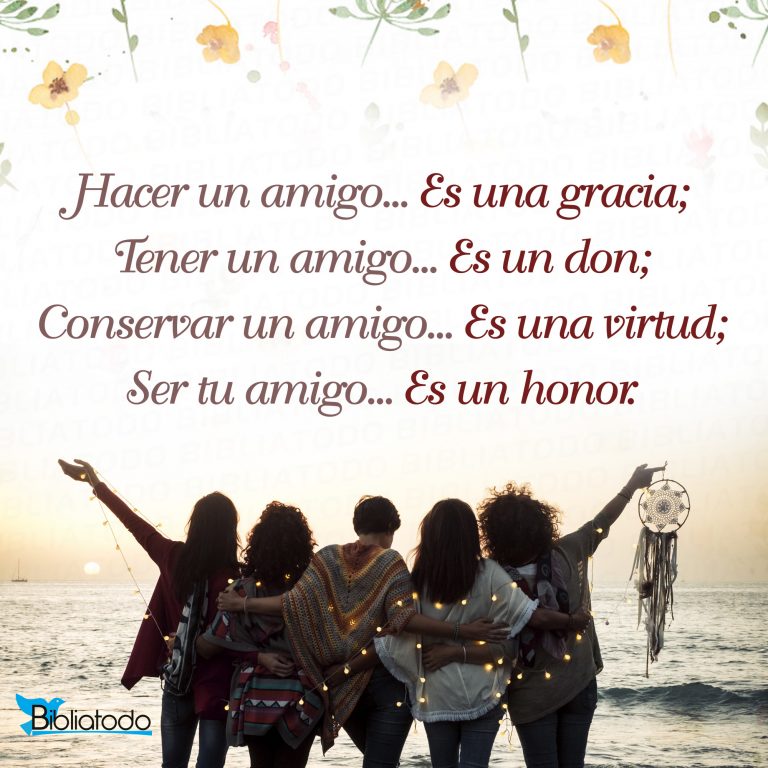 Hacer un amigo... Es una gracia;
Tener un amigo... Es un don;
Conservar un amigo... Es una virtud;
Ser tu amigo... Es un honor.
Bibliatodo